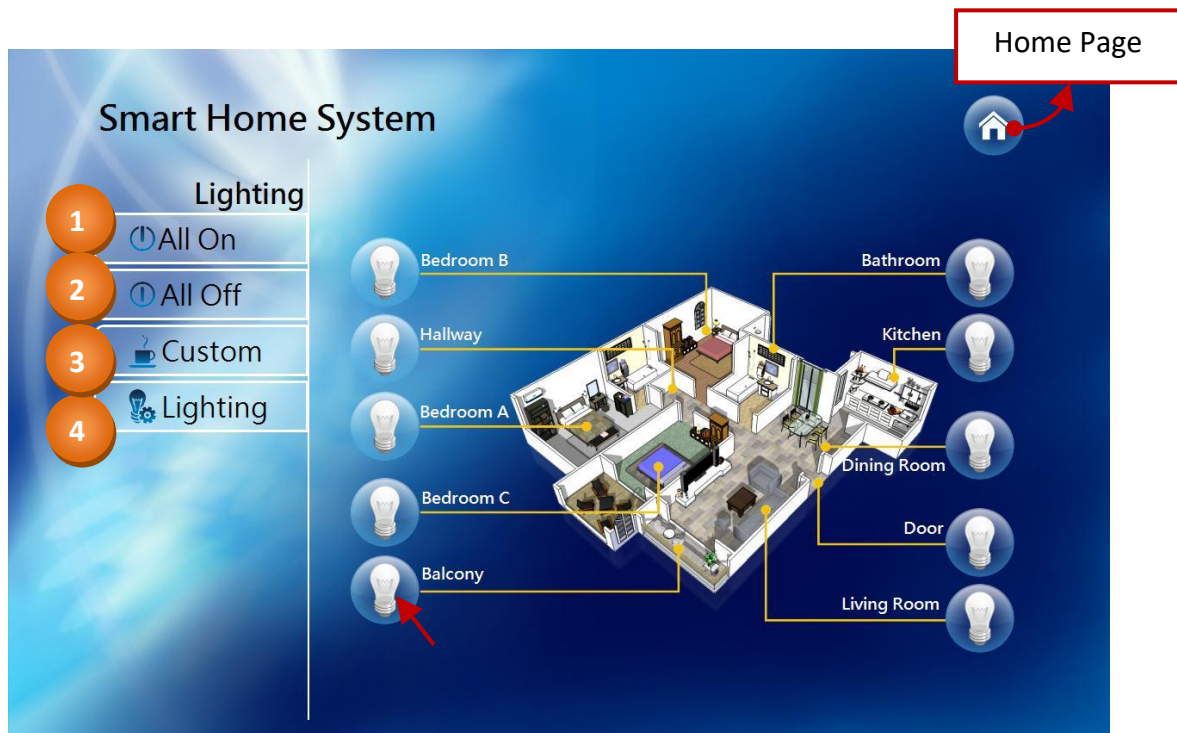 Home Page
Smart Home System
Lighting
1
All On
2
All Off
3
Custom
4
Lighting
Bedroom B
Hallway
Bedroom A
Bedroom C
Balcony
Bathroom
Kitchen
Dining Room
Door
Living Room